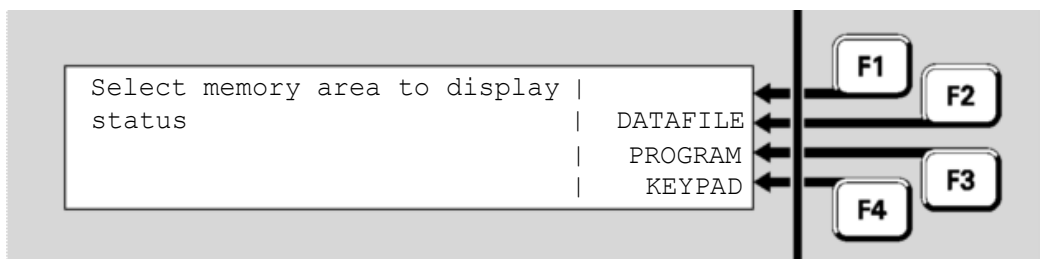 Select memory area to display |
status | DATAFILE
| PROGRAM
| KEYPAD
F1
F2
F3
F4